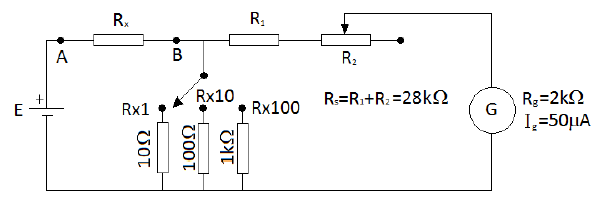 Rx
R1
A
B
R2
E
+
Rx1
Rx10
Rx100
Rs=R1+R2=28kΩ
G
Rg=2kΩ
Ig=50μA
10Ω
100Ω
1kΩ